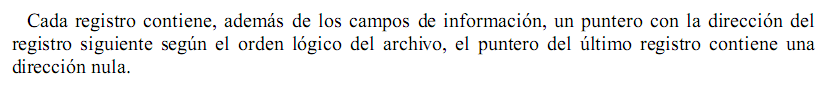 Cada registro contiene, además de los campos de información, un puntero con la dirección del
registro siguiente según el orden lógico del archivo, el puntero del último registro contiene una
dirección nula.